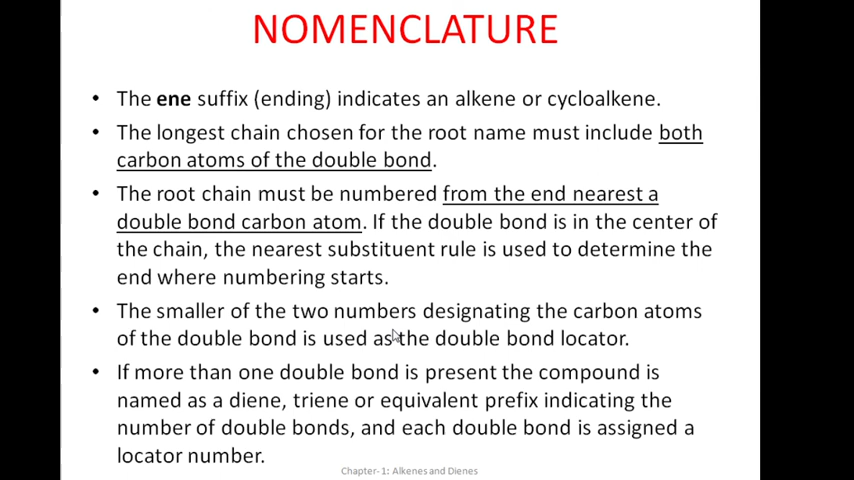 NOMENCLATURE
• The ene suffix (ending) indicates an alkene or cycloalkene.
• The longest chain chosen for the root name must include both
carbon atoms of the double bond.
• The root chain must be numbered from the end nearest a
double bond carbon atom. If the double bond is in the center of
the chain, the nearest substituent rule is used to determine the
end where numbering starts.
• The smaller of the two numbers designating the carbon atoms
of the double bond is used as the double bond locator.
• If more than one double bond is present the compound is
named as a diene, triene or equivalent prefix indicating the
number of double bonds, and each double bond is assigned a
locator number.
Chapter-1: Alkenes and Dienes